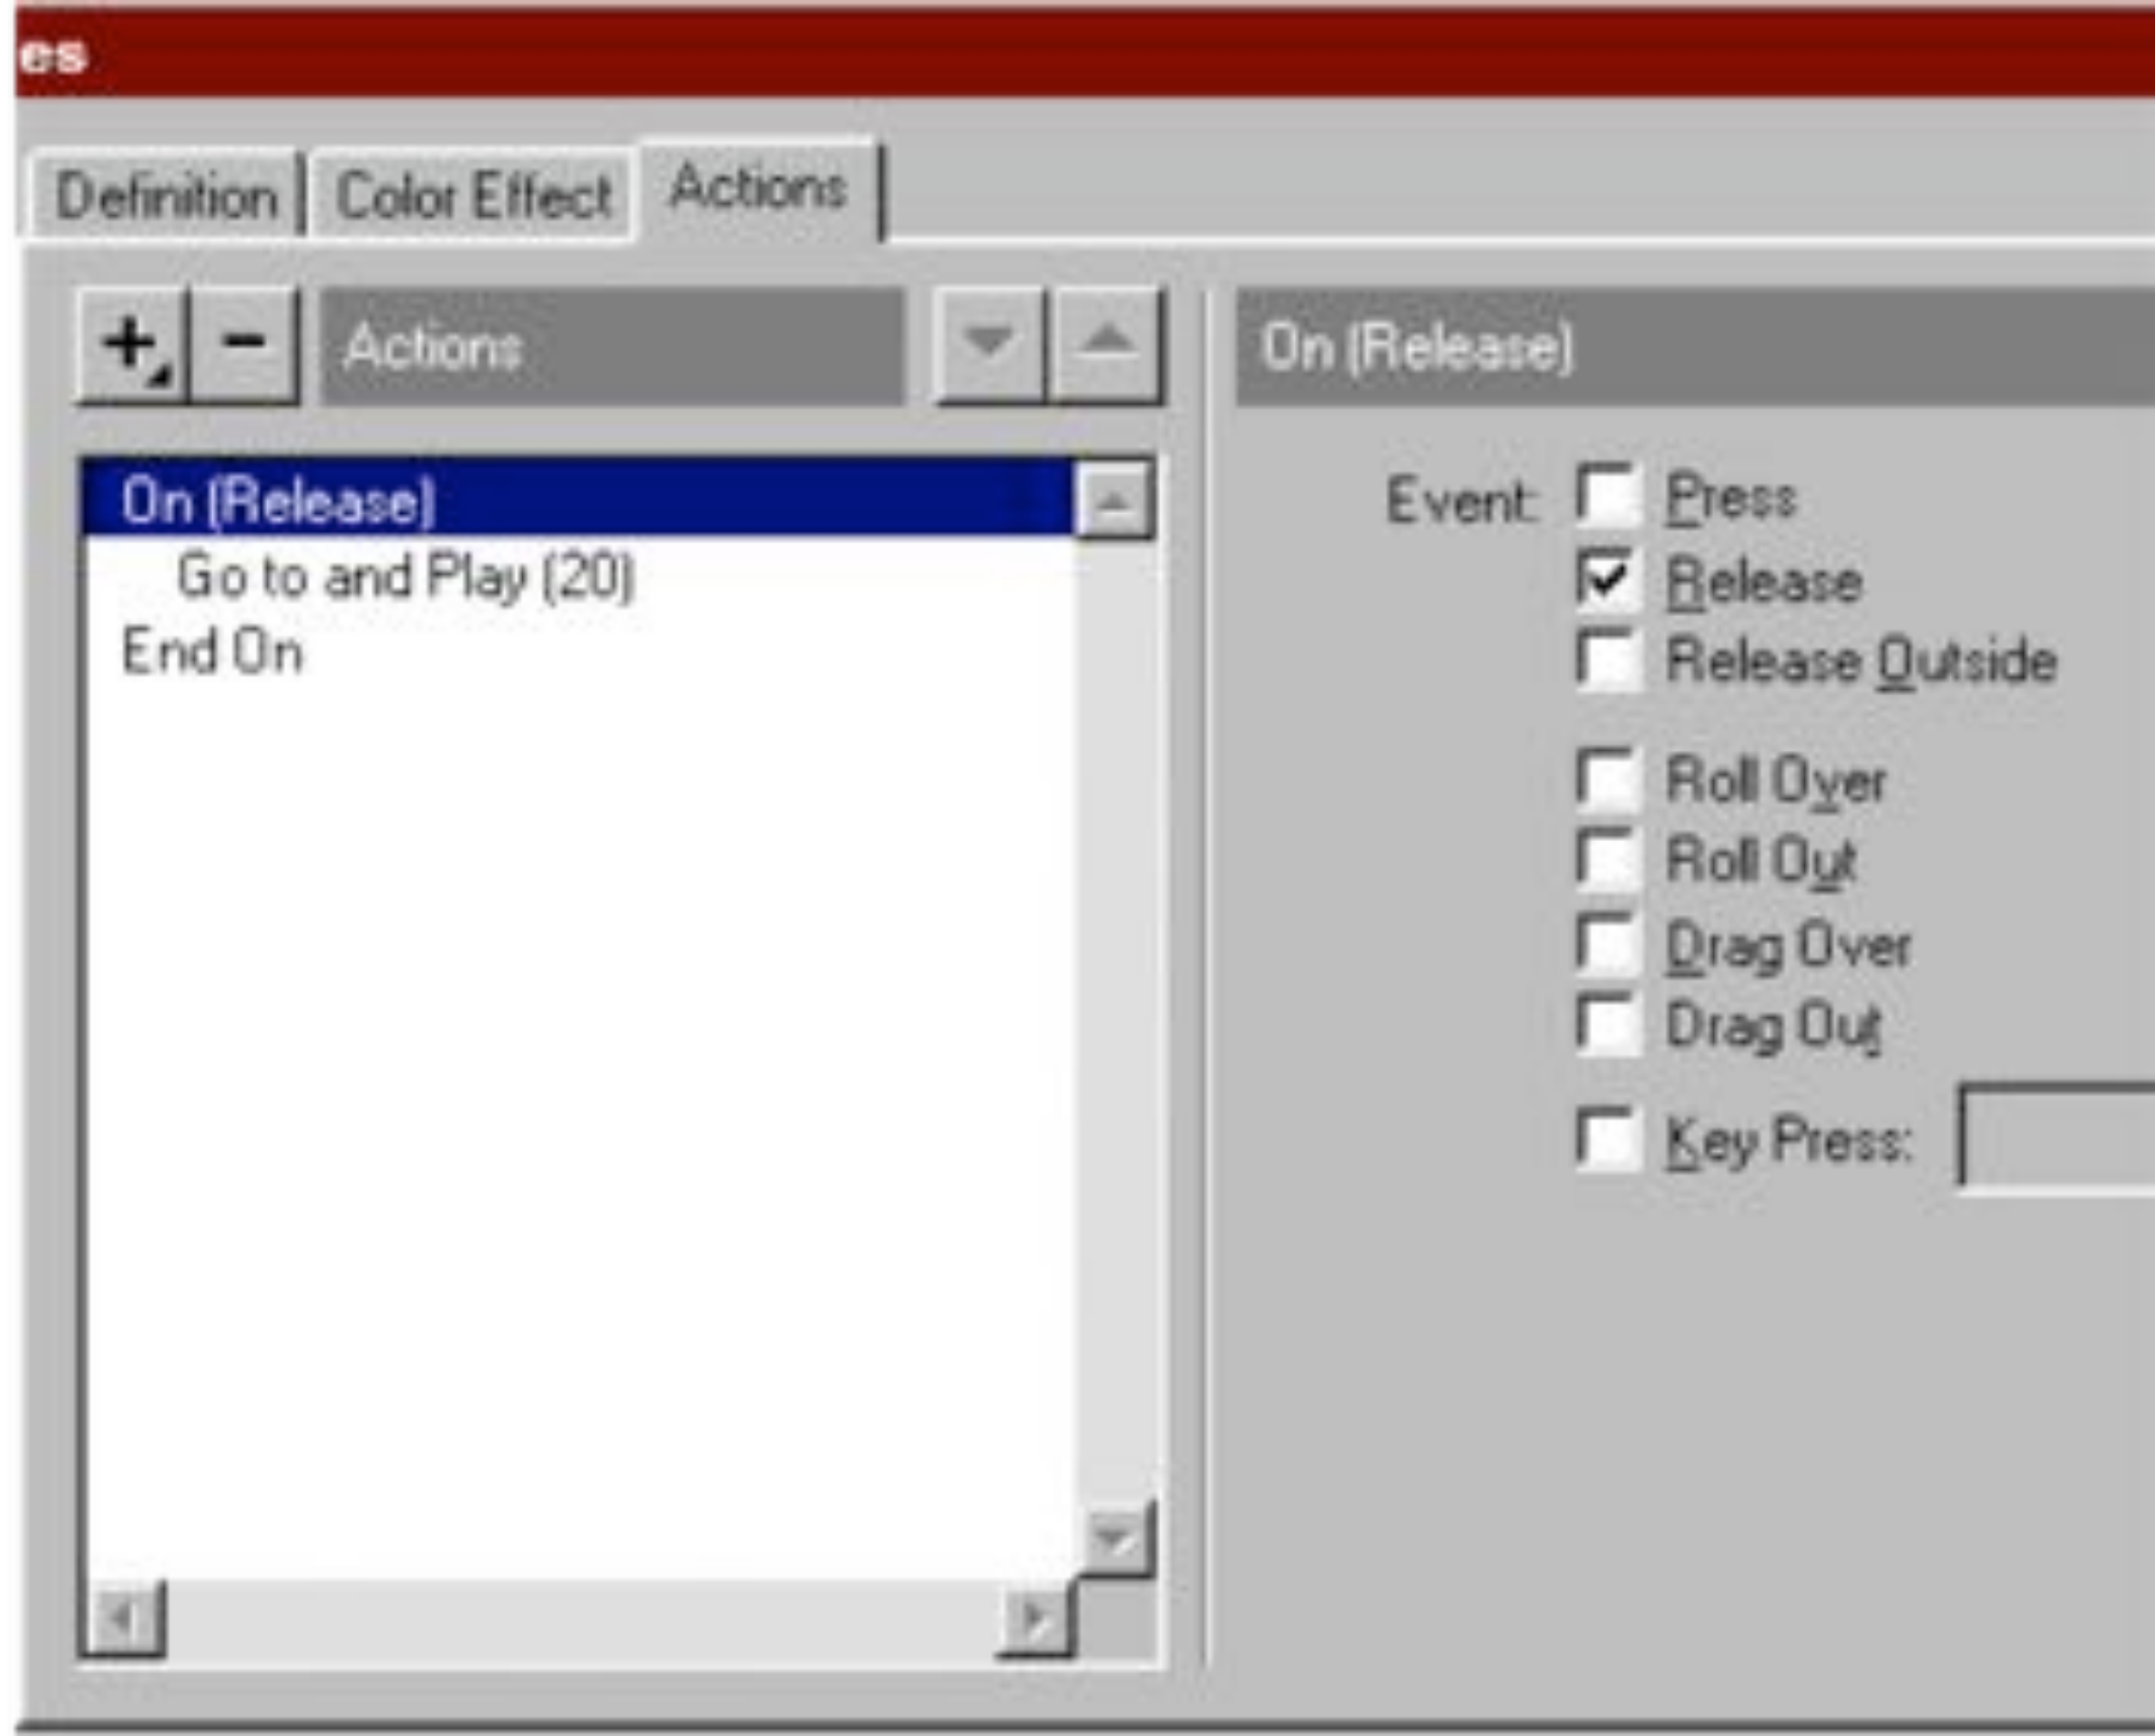 es
Definition Color Effect Actions
Actions
On (Release)
Go to and Play (20)
End On
On (Release)
Event: Press
Release
Release Outside
Roll Over
Roll Out
Drag Over
Drag Out
Key Press: